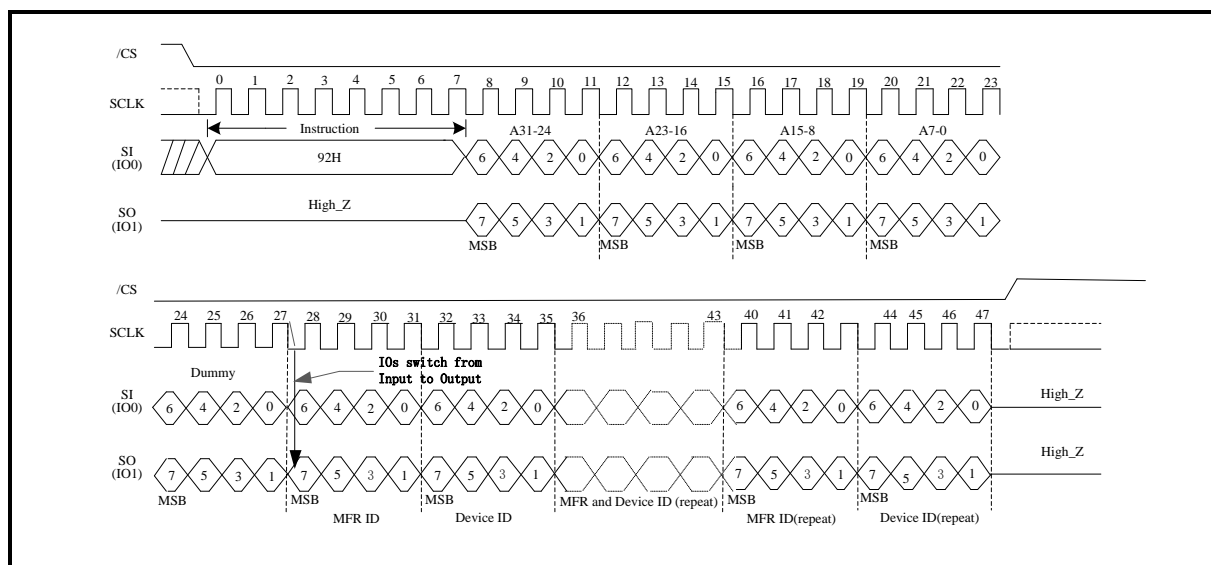 /CS
0 1 2 3 4 5 6 7 8 9 10 11 12 13 14 15 16 17 18 19 20 21 22 23
SCLK
Instruction A31-24 A23-16 A15-8 A7-0
SI
(IO0)
92H 6 4 2 0 6 4 2 0 6 4 2 0 6 4 2 0
High_Z
SO
(IO1)
7 5 3 1 7 5 3 1 7 5 3 1 7 5 3 1
MSB MSB MSB MSB
/CS
24 25 26 27 28 29 30 31 32 33 34 35 36 43 40 41 42 44 45 46 47
SCLK
IOs switch from
Input to Output
Dummy
SI
(IO0)
6 4 2 0 6 4 2 0 6 4 2 0 6 4 2 0 6 4 2 0 High_Z
SO
(IO1)
7 5 3 1 7 5 3 1 7 5 3 1 7 5 3 1 7 5 3 1 High_Z
MSB MSB MSB MFR and Device ID (repeat) MSB MSB
MFR ID Device ID MFR ID(repeat) Device ID(repeat)